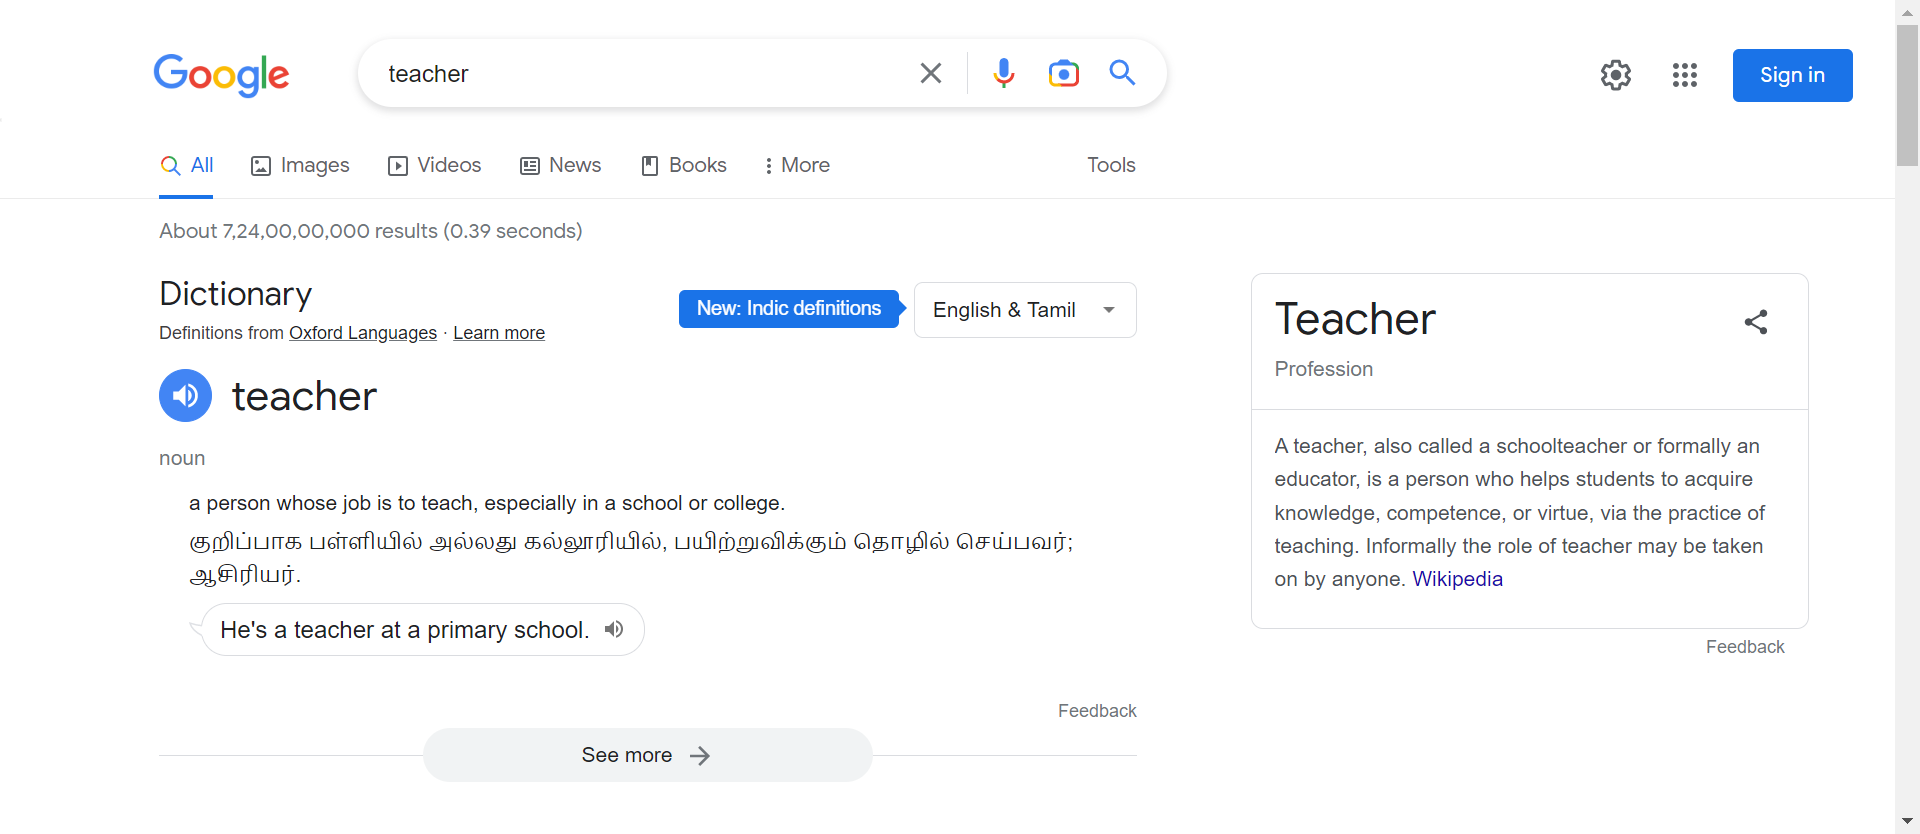 Google
teacher
Sign in
All Images Videos News Books More Tools
About 7,24,00,00,000 results (0.39 seconds)
Dictionary
Definitions from Oxford Languages · Learn more
New: Indic definitions
English & Tamil
teacher
noun
a person whose job is to teach, especially in a school or college.
குறிப்பாக பள்ளியில் அல்லது கல்லூரியில், பயிற்றுவிக்கும் தொழில் செய்பவர்;
ஆசிரியர்.
He's a teacher at a primary school.
Feedback
See more
Teacher
Profession
A teacher, also called a schoolteacher or formally an
educator, is a person who helps students to acquire
knowledge, competence, or virtue, via the practice of
teaching. Informally the role of teacher may be taken
on by anyone. Wikipedia
Feedback